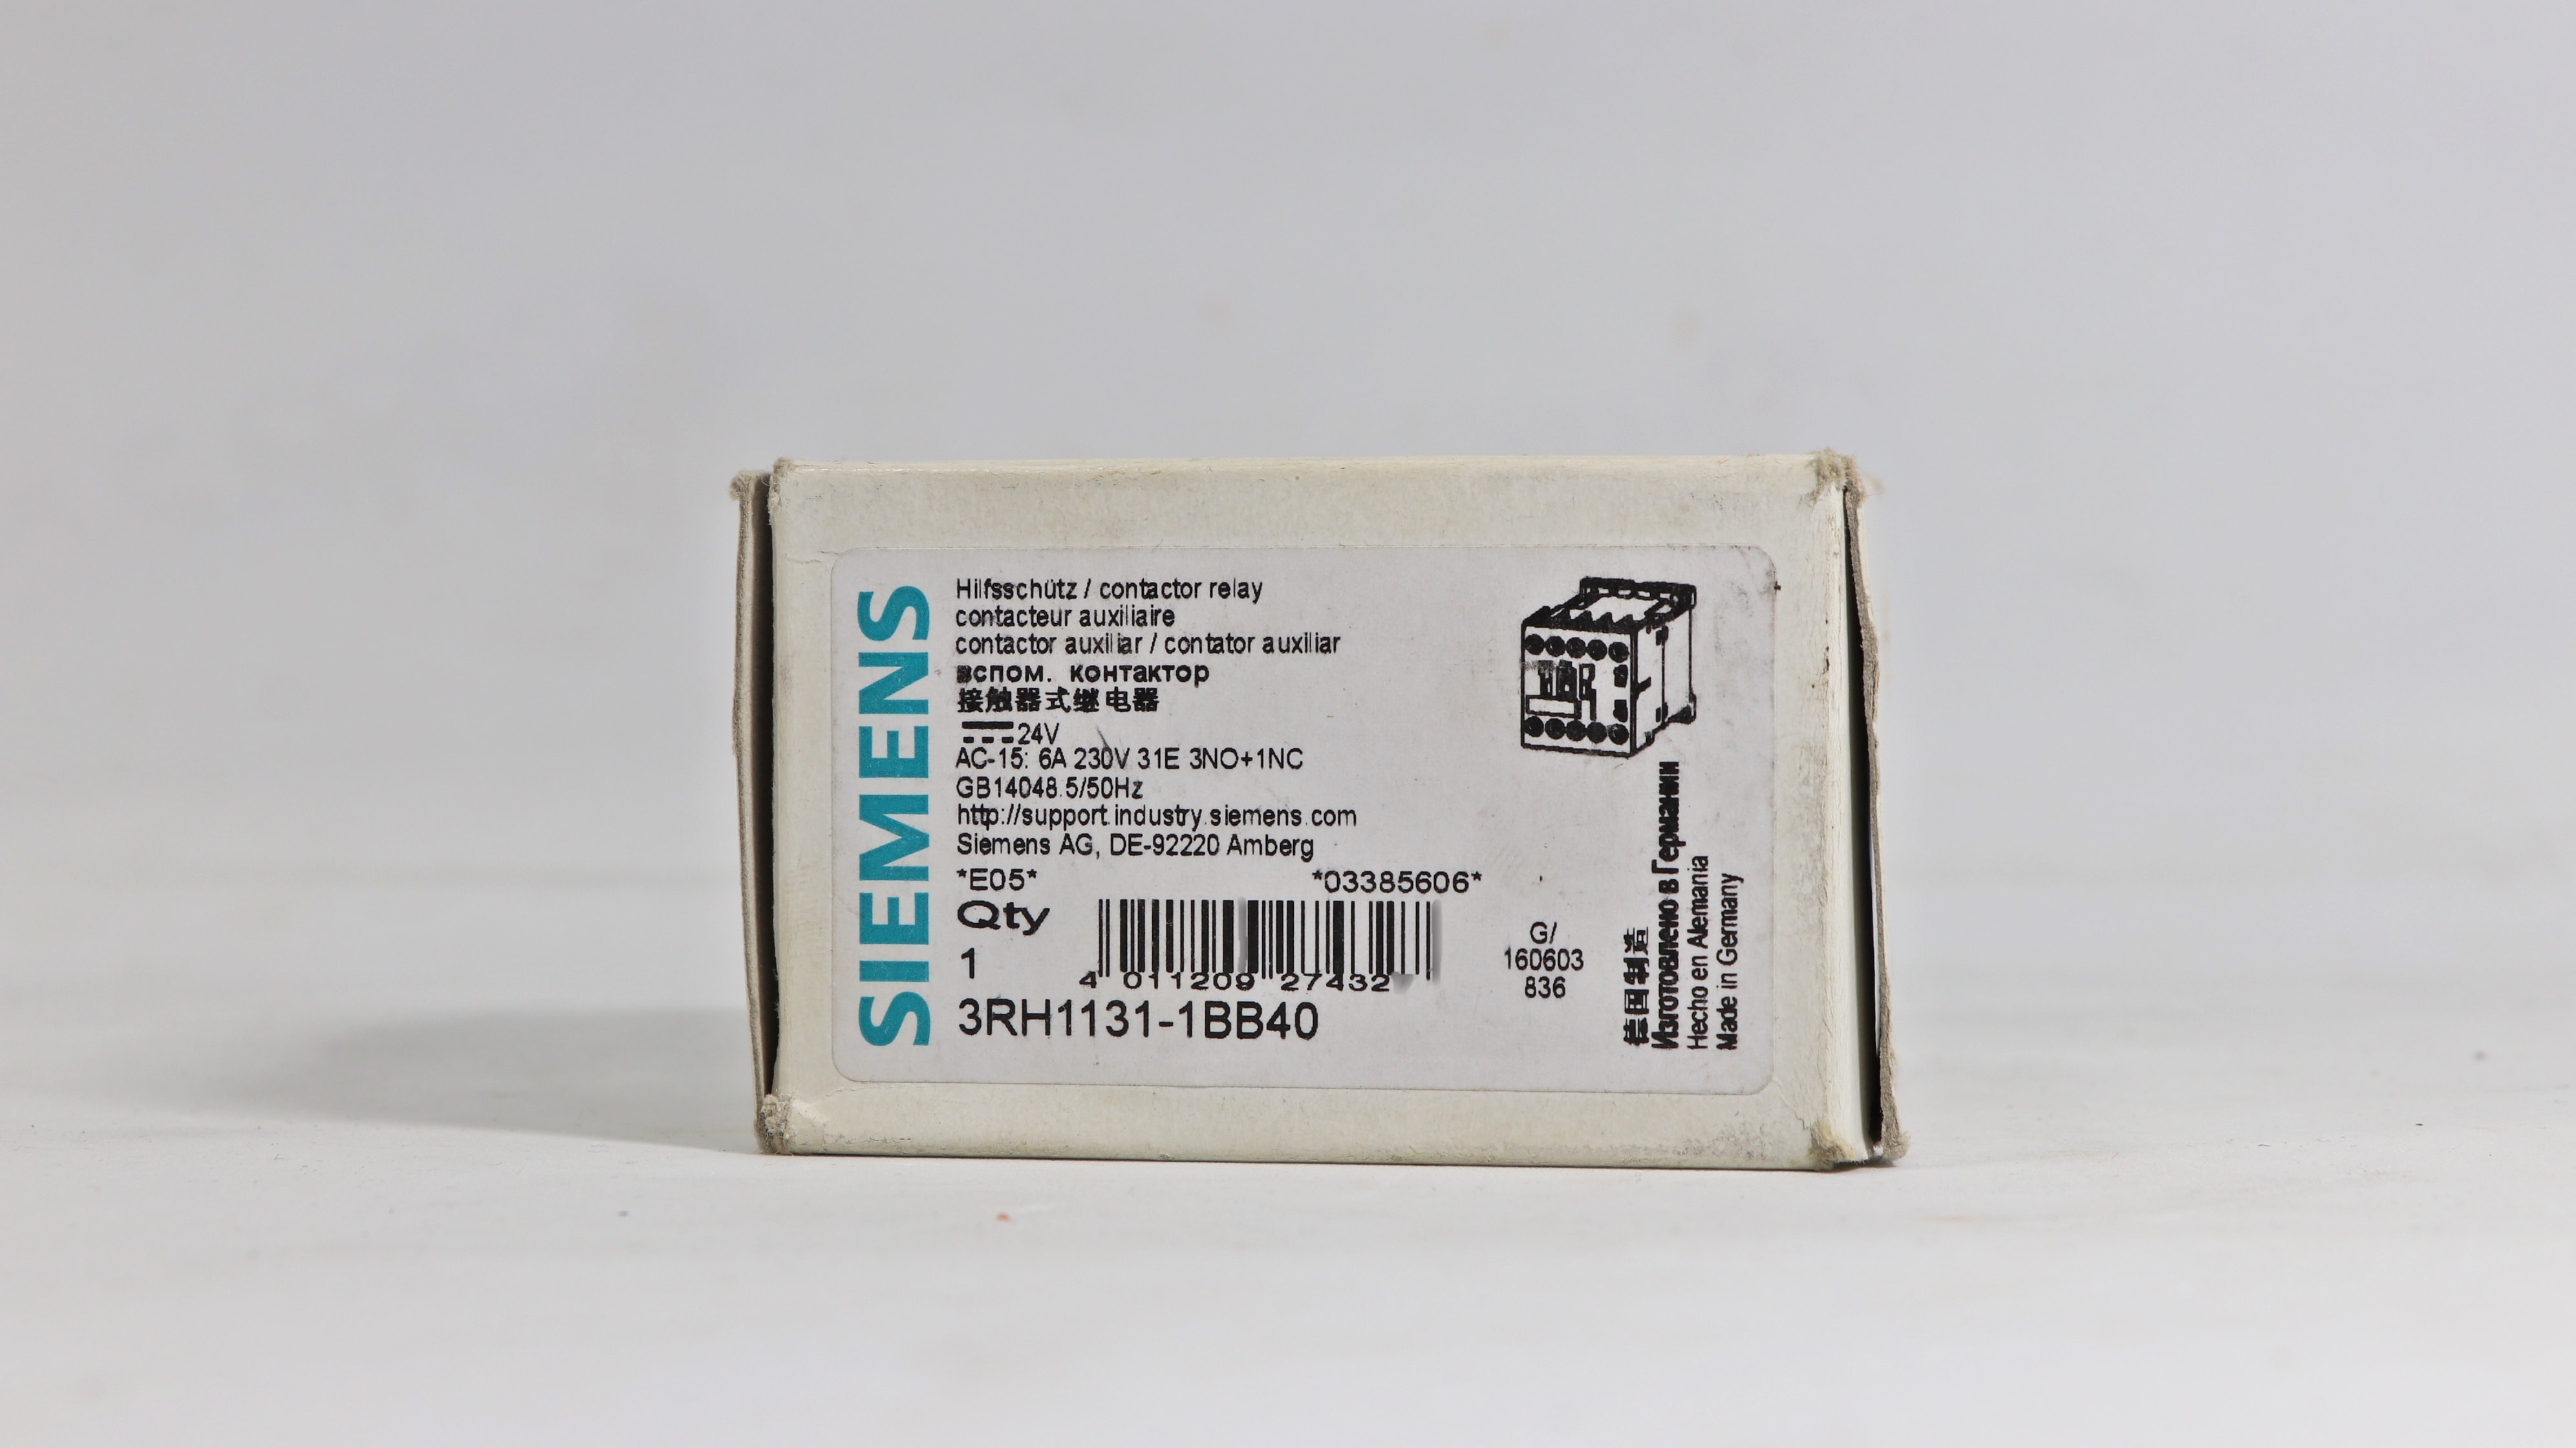 SIEMENS
Hilfsschütz / contactor relay
contacteur auxiliaire
contactor auxiliar / contator auxiliar
вспом. контактор
接触器式继电器
24V
AC-15: 6A 230V 31E 3NO+1NC
GB14048.5/50Hz
http://support.industry.siemens.com
Siemens AG, DE-92220 Amberg
*E05* *03385606*
Qty
1
4 011209 27432
3RH1131-1BB40
G/
160603
836
德国制造
Изготовлено в Германии
Hecho en Alemania
Made in Germany